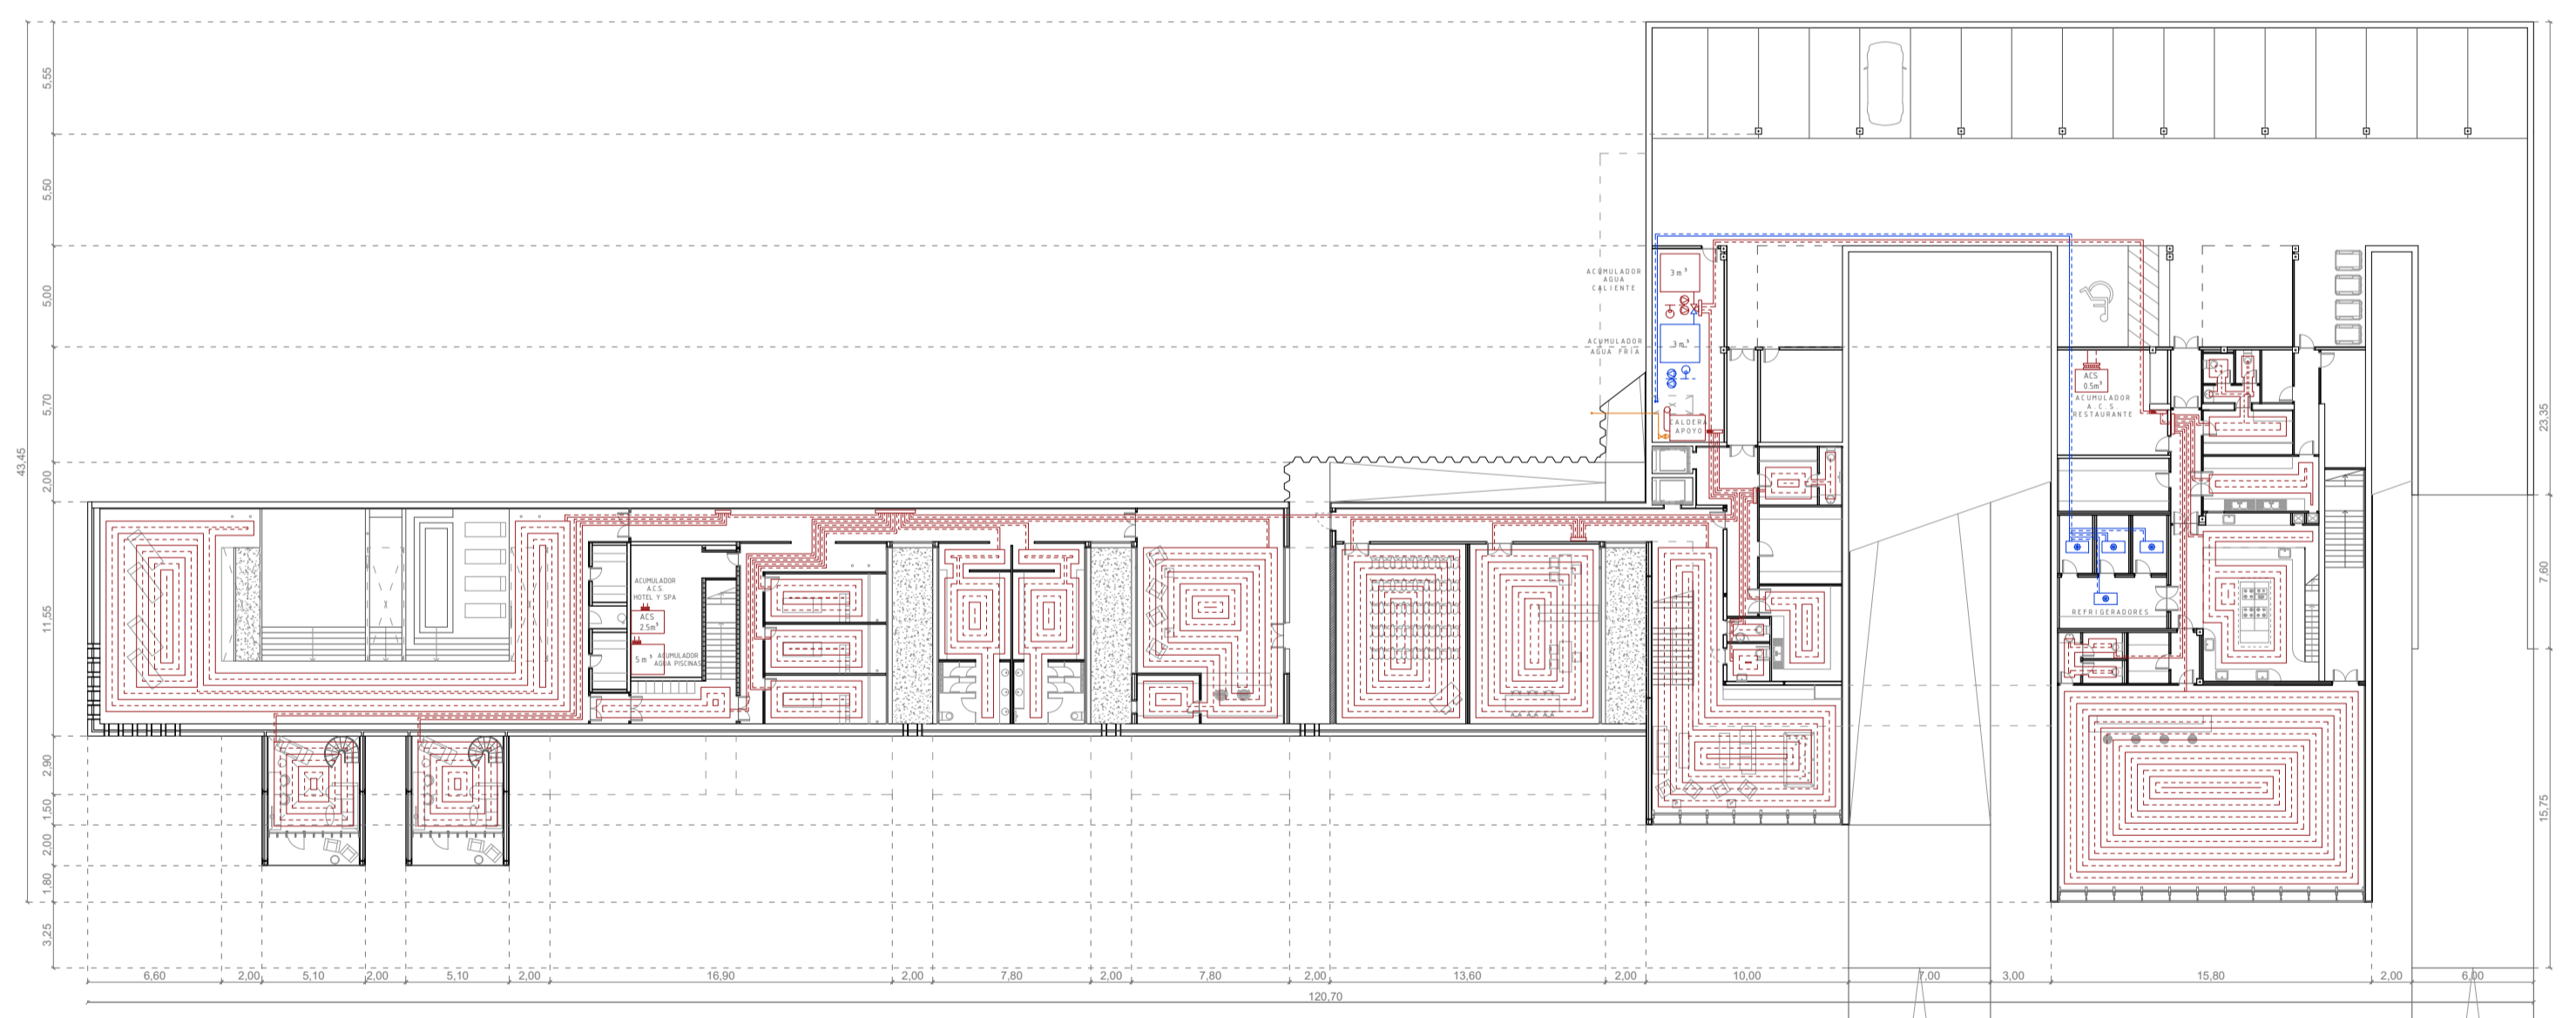 5,55
5,50
5,00
5,70
2,00
11,55
2,90
1,50
2,00
1,80
3,25
43,45
ACUMULADOR
AGUA
CALIENTE
3 m³
ACUMULADOR
AGUA FRÍA
3 m³
CALDERA
APOYO
ACS
0.5m³
ACUMULADOR
A.C.S.
RESTAURANTE
REFRIGERADORES
ACUMULADOR
A.C.S.
HOTEL Y SPA
ACS
2.5m³
5 m³
ACUMULADOR
AGUA PISCINAS
23,35
7,60
15,75
6,60
2,00
5,10
2,00
5,10
2,00
16,90
2,00
7,80
2,00
7,80
2,00
13,60
2,00
10,00
7,00
3,00
15,80
2,00
6,00
120,70